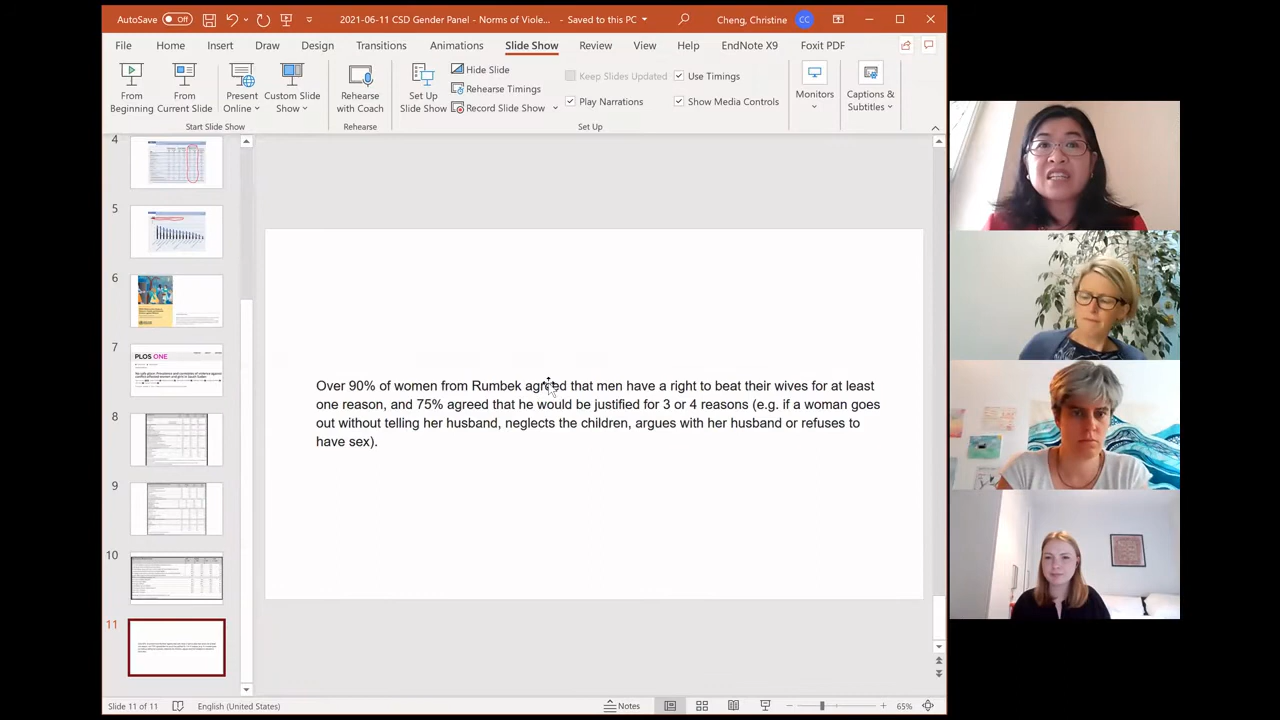 AutoSave Off 2021-06-11 CSD Gender Panel - Norms of Viole... - Saved to this PC Cheng, Christine CC
File Home Insert Draw Design Transitions Animations Slide Show Review View Help EndNote X9 Foxit PDF
From Beginning
From Current Slide
Present Online
Custom Slide Show
Start Slide Show
Rehearse with Coach
Rehearse
Set Up Slide Show
Hide Slide
Rehearse Timings
Record Slide Show
Keep Slides Updated
Play Narrations
Use Timings
Show Media Controls
Set Up
Monitors
Captions & Subtitles
4
5
6
7
PLOS ONE
8
9
10
11
Over 90% of women from Rumbek agreed that men have a right to beat their wives for at least
one reason, and 75% agreed that he would be justified for 3 or 4 reasons (e.g. if a woman goes
out without telling her husband, neglects the children, argues with her husband or refuses to
have sex).
Slide 11 of 11 English (United States) Notes 65%